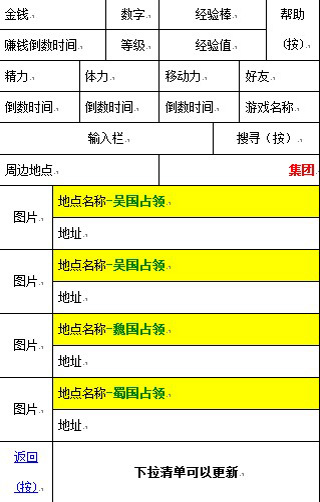 金钱 数字 经验棒 帮助
赚钱倒数时间 等级 经验值 （按）
精力 体力 移动力 好友
倒数时间 倒数时间 倒数时间 游戏名称
输入栏 搜寻（按）
周边地点 集团
图片 地点名称-吴国占领
地址
图片 地点名称-吴国占领
地址
图片 地点名称-魏国占领
地址
图片 地点名称-蜀国占领
地址
返回
（按） 下拉清单可以更新